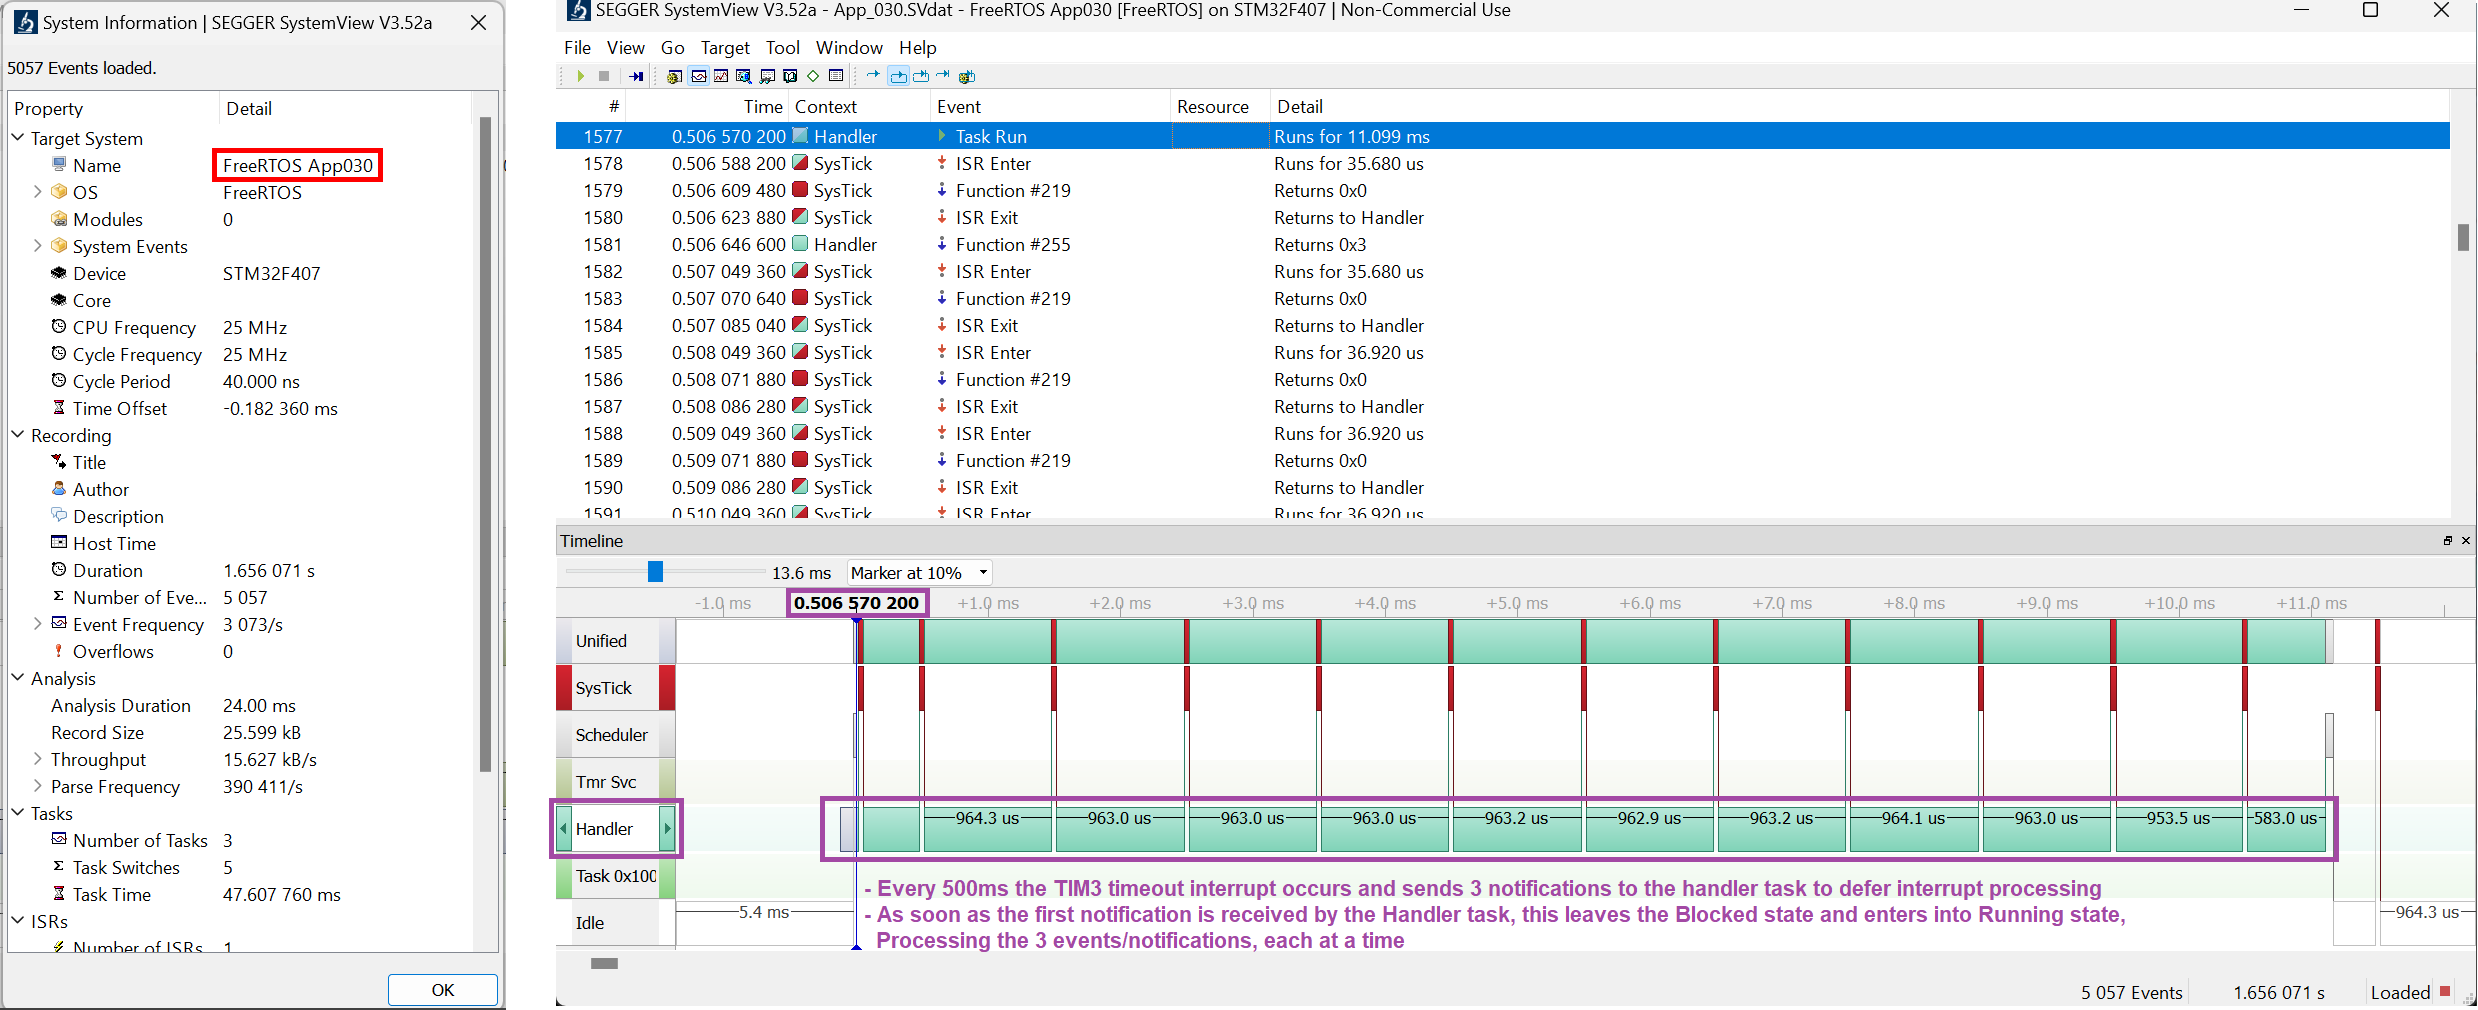 System Information | SEGGER SystemView V3.52a
5057 Events loaded.
Property Detail
Target System
Name FreeRTOS App030
OS FreeRTOS
Modules 0
System Events
Device STM32F407
Core
CPU Frequency 25 MHz
Cycle Frequency 25 MHz
Cycle Period 40.000 ns
Time Offset -0.182 360 ms
Recording
Title
Author
Description
Host Time
Duration 1.656 071 s
Number of Eve... 5 057
Event Frequency 3 073/s
Overflows 0
Analysis
Analysis Duration 24.00 ms
Record Size 25.599 kB
Throughput 15.627 kB/s
Parse Frequency 390 411/s
Tasks
Number of Tasks 3
Task Switches 5
Task Time 47.607 760 ms
ISRs
Number of ISRs 1
OK
SEGGER SystemView V3.52a - App_030.SVdat - FreeRTOS App030 [FreeRTOS] on STM32F407 | Non-Commercial Use
File View Go Target Tool Window Help
# Time Context Event Resource Detail
1577 0.506 570 200 Handler Task Run Runs for 11.099 ms
1578 0.506 588 200 SysTick ISR Enter Runs for 35.680 us
1579 0.506 609 480 SysTick Function #219 Returns 0x0
1580 0.506 623 880 SysTick ISR Exit Returns to Handler
1581 0.506 646 600 Handler Function #255 Returns 0x3
1582 0.507 049 360 SysTick ISR Enter Runs for 35.680 us
1583 0.507 070 640 SysTick Function #219 Returns 0x0
1584 0.507 085 040 SysTick ISR Exit Returns to Handler
1585 0.508 049 360 SysTick ISR Enter Runs for 36.920 us
1586 0.508 071 880 SysTick Function #219 Returns 0x0
1587 0.508 086 280 SysTick ISR Exit Returns to Handler
1588 0.509 049 360 SysTick ISR Enter Runs for 36.920 us
1589 0.509 071 880 SysTick Function #219 Returns 0x0
1590 0.509 086 280 SysTick ISR Exit Returns to Handler
1591 0.510 049 360 SysTick ISR Enter Runs for 36.920 us
Timeline
13.6 ms Marker at 10%
-1.0 ms 0.506 570 200 +1.0 ms +2.0 ms +3.0 ms +4.0 ms +5.0 ms +6.0 ms +7.0 ms +8.0 ms +9.0 ms +10.0 ms +11.0 ms
Unified
SysTick
Scheduler
Tmr Svc
Handler 964.3 us 963.0 us 963.0 us 963.0 us 963.2 us 962.9 us 963.2 us 964.1 us 963.0 us 953.5 us 583.0 us
Task 0x100
Idle 5.4 ms 964.3 us
- Every 500ms the TIM3 timeout interrupt occurs and sends 3 notifications to the handler task to defer interrupt processing
- As soon as the first notification is received by the Handler task, this leaves the Blocked state and enters into Running state,
Processing the 3 events/notifications, each at a time
5 057 Events 1.656 071 s Loaded